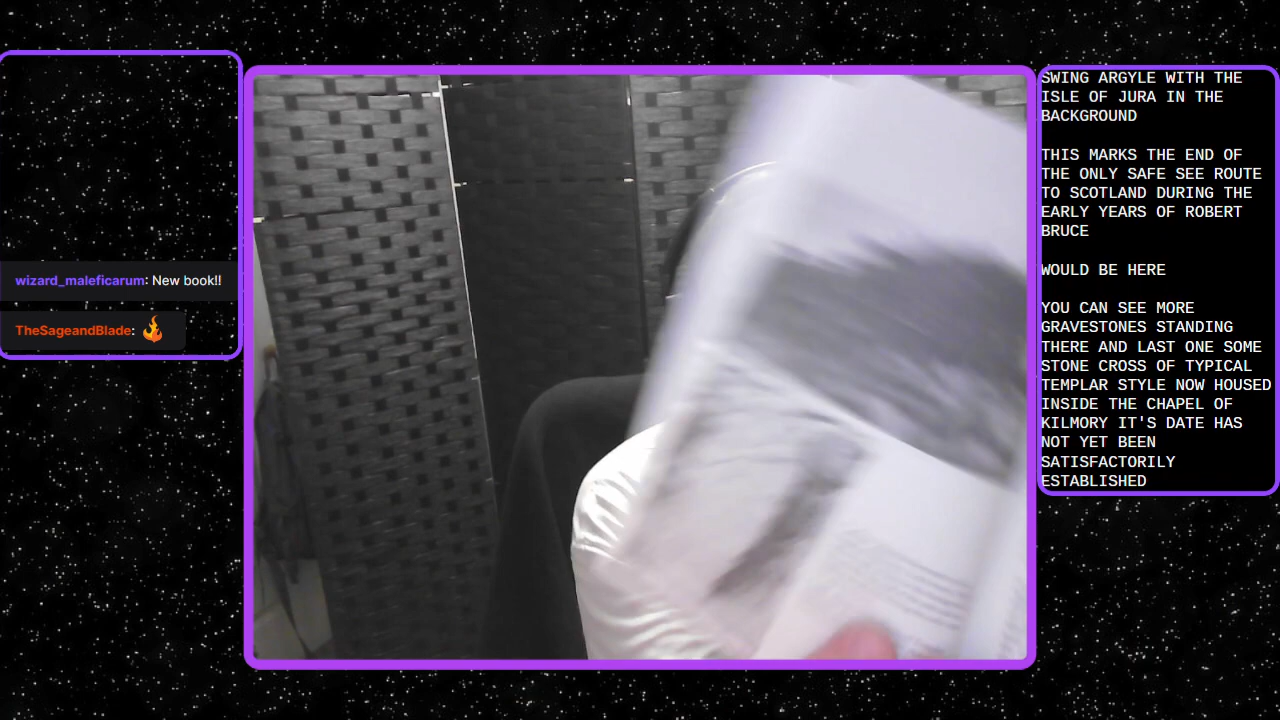 wizard_maleficarum: New book!!
TheSageandBlade:
SWING ARGYLE WITH THE
ISLE OF JURA IN THE
BACKGROUND
THIS MARKS THE END OF
THE ONLY SAFE SEE ROUTE
TO SCOTLAND DURING THE
EARLY YEARS OF ROBERT
BRUCE
WOULD BE HERE
YOU CAN SEE MORE
GRAVESTONES STANDING
THERE AND LAST ONE SOME
STONE CROSS OF TYPICAL
TEMPLAR STYLE NOW HOUSED
INSIDE THE CHAPEL OF
KILMORY IT'S DATE HAS
NOT YET BEEN
SATISFACTORILY
ESTABLISHED